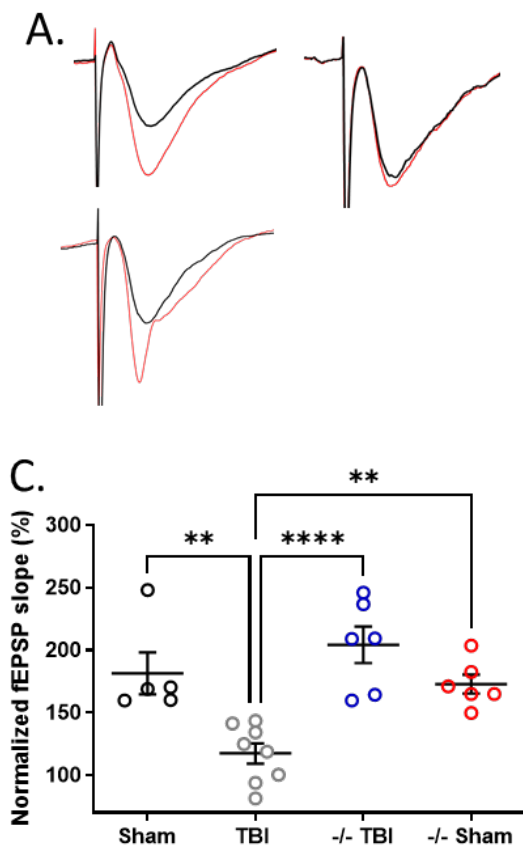 A.
C.
Normalized fEPSP slope (%)
300
250
200
150
100
**
**
****
Sham TBI -/- TBI -/- Sham